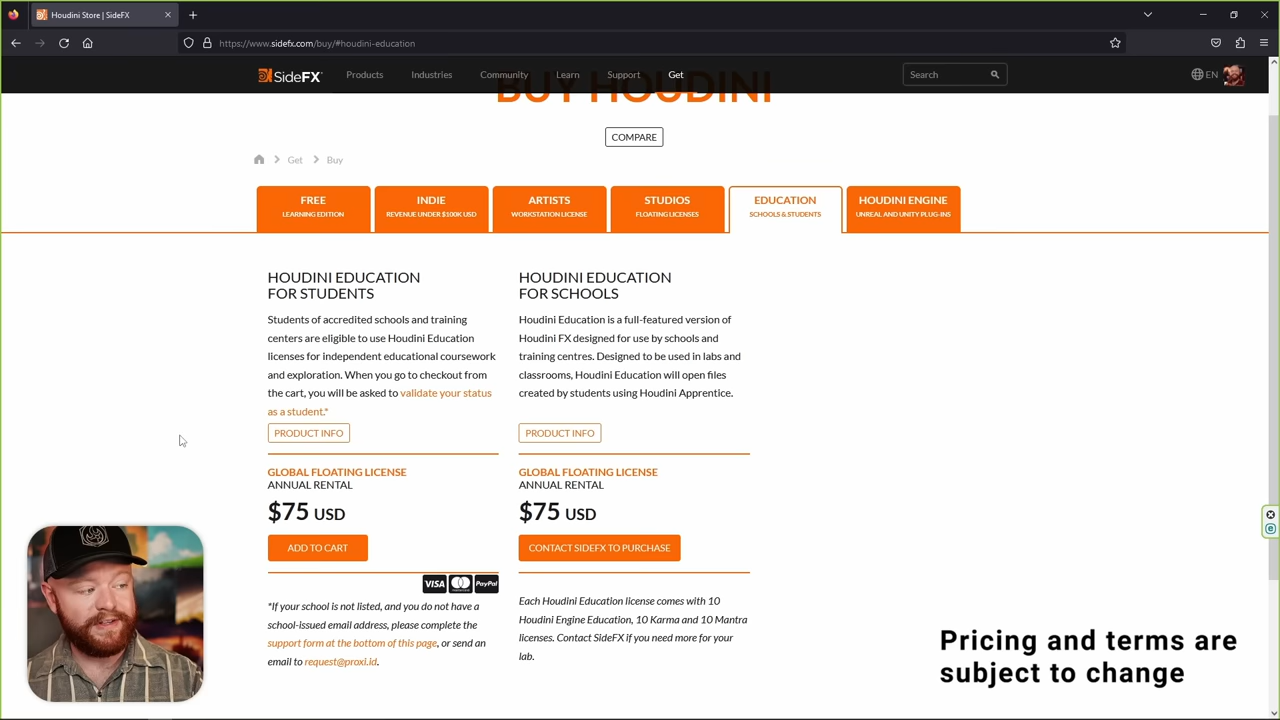 Houdini Store | SideFX
https://www.sidefx.com/buy/#houdini-education
SideFX
Products
Industries
Community
Learn
Support
Get
Search
EN
BUY HOUDINI
COMPARE
Get
Buy
FREE
LEARNING EDITION
INDIE
REVENUE UNDER $100K USD
ARTISTS
WORKSTATION LICENSE
STUDIOS
FLOATING LICENSES
EDUCATION
SCHOOLS & STUDENTS
HOUDINI ENGINE
UNREAL AND UNITY PLUG-INS
HOUDINI EDUCATION
FOR STUDENTS
Students of accredited schools and training
centers are eligible to use Houdini Education
licenses for independent educational coursework
and exploration. When you go to checkout from
the cart, you will be asked to validate your status
as a student.*
PRODUCT INFO
GLOBAL FLOATING LICENSE
ANNUAL RENTAL
$75 USD
ADD TO CART
VISA
mastercard
PayPal
*If your school is not listed, and you do not have a
school-issued email address, please complete the
support form at the bottom of this page, or send an
email to request@proxi.id.
HOUDINI EDUCATION
FOR SCHOOLS
Houdini Education is a full-featured version of
Houdini FX designed for use by schools and
training centres. Designed to be used in labs and
classrooms, Houdini Education will open files
created by students using Houdini Apprentice.
PRODUCT INFO
GLOBAL FLOATING LICENSE
ANNUAL RENTAL
$75 USD
CONTACT SIDEFX TO PURCHASE
Each Houdini Education license comes with 10
Houdini Engine Education, 10 Karma and 10 Mantra
licenses. Contact SideFX if you need more for your
lab.
Pricing and terms are
subject to change